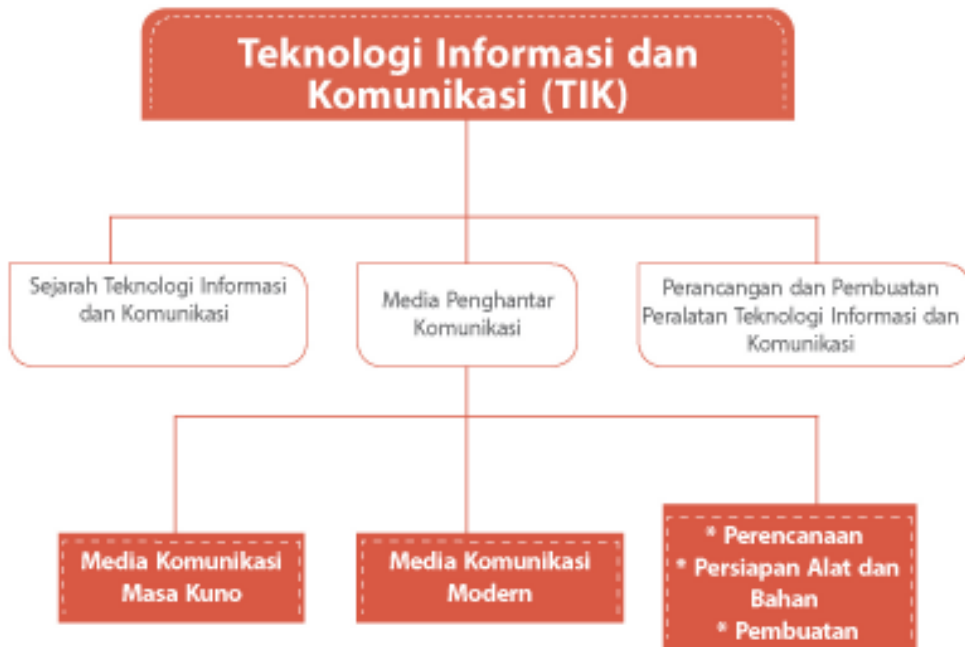 Teknologi Informasi dan
Komunikasi (TIK)
Sejarah Teknologi Informasi
dan Komunikasi
Media Penghantar
Komunikasi
Perancangan dan Pembuatan
Peralatan Teknologi Informasi dan
Komunikasi
Media Komunikasi
Masa Kuno
Media Komunikasi
Modern
* Perencanaan
* Persiapan Alat dan
Bahan
* Pembuatan